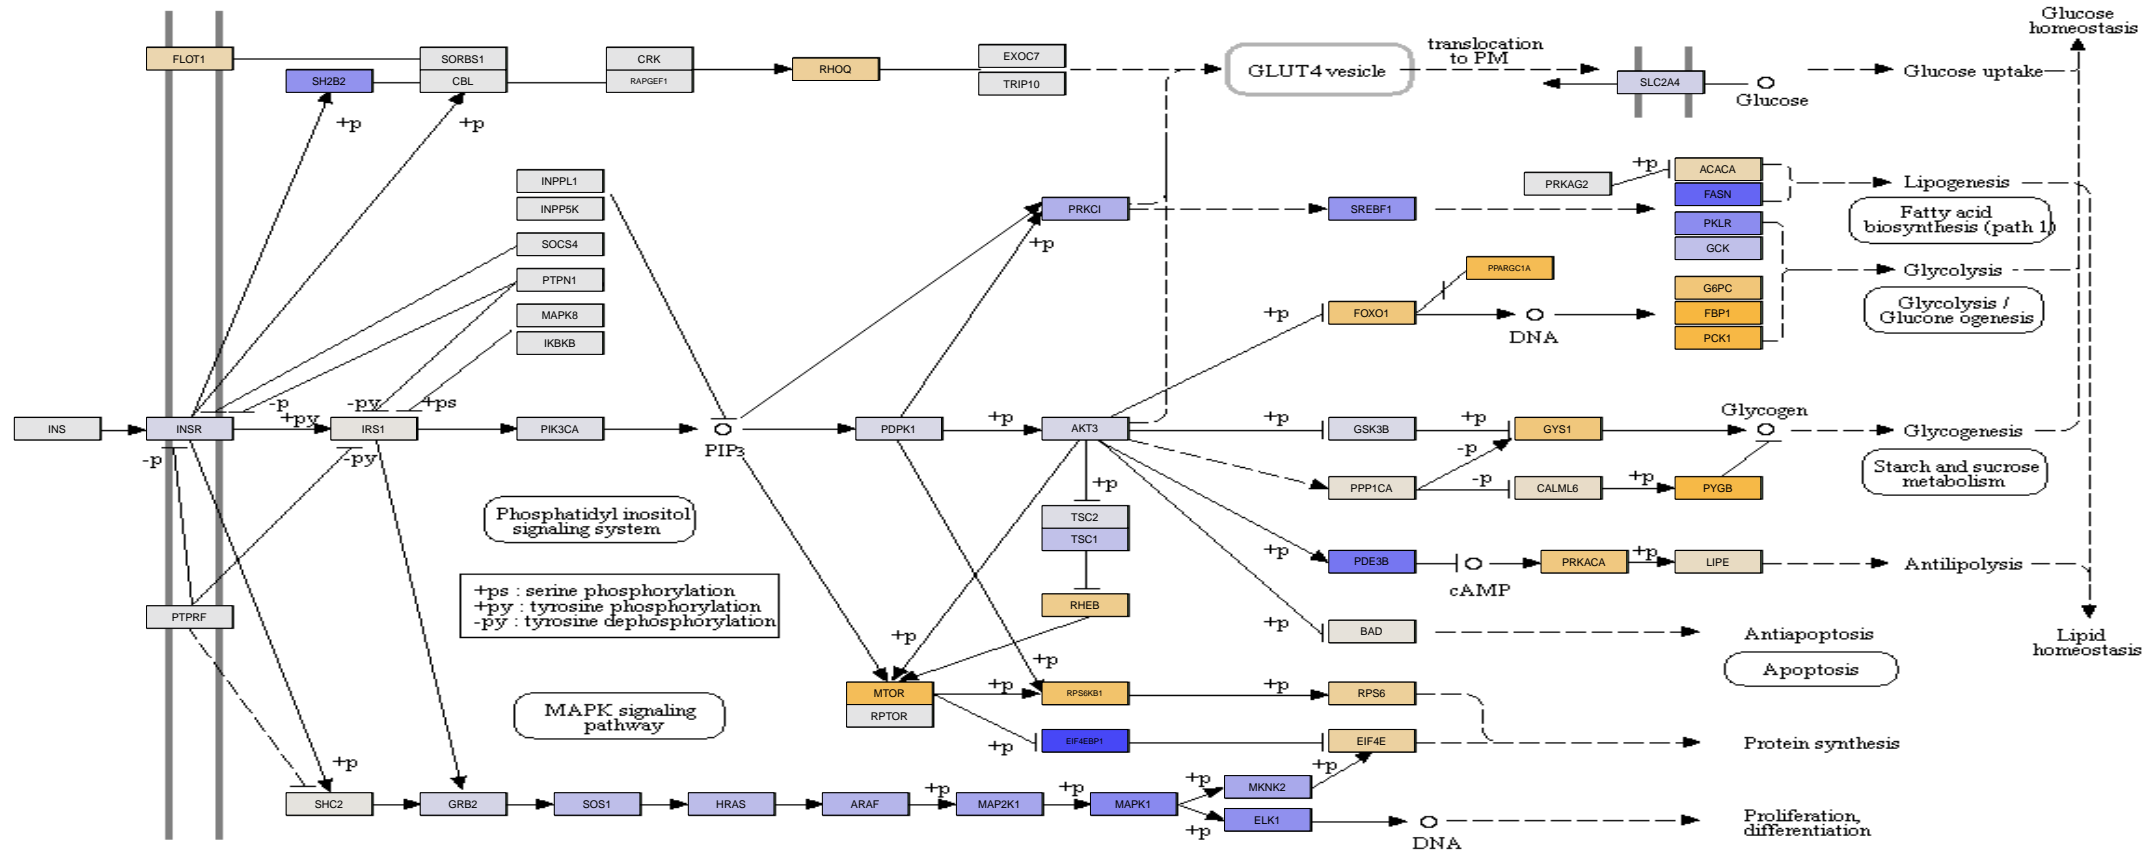 Glucose
homeostasis
FLOT1
SORBS1
CRK
EXOC7
translocation
to PM
SH2B2
CBL
RAPGEF1
RHOQ
TRIP10
GLUT4 vesicle
SLC2A4
Glucose
Glucose uptake
+p
+p
INPPL1
INPP5K
SOCS4
PTPN1
MAPK8
IKBKB
PRKCI
+p
SREBF1
PRKAG2
+p
ACACA
FASN
PKLR
GCK
Lipogenesis
Fatty acid
biosynthesis (path 1)
PPARGC1A
G6PC
FBP1
PCK1
Glycolysis
Glycolysis /
Glucone ogenesis
+p
FOXO1
DNA
INS
INSR
-p
+py
-py
+ps
IRS1
PIK3CA
PIP3
PDPK1
+p
AKT3
+p
GSK3B
+p
-p
GYS1
Glycogen
Glycogenesis
-p
-py
PPP1CA
-p
CALML6
+p
PYGB
Starch and sucrose
metabolism
Phosphatidyl inositol
signaling system
+p
TSC2
TSC1
+p
PDE3B
cAMP
PRKACA
+p
LIPE
Antilipolysis
+ps : serine phosphorylation
+py : tyrosine phosphorylation
-py : tyrosine dephosphorylation
PTPRF
RHEB
+p
+p
BAD
Antiapoptosis
Apoptosis
Lipid
homeostasis
MAPK signaling
pathway
MTOR
RPTOR
+p
+p
RPS6KB1
+p
RPS6
+p
EIF4EBP1
EIF4E
Protein synthesis
+p
SHC2
GRB2
SOS1
HRAS
ARAF
+p
MAP2K1
+p
MAPK1
+p
+p
MKNK2
+p
ELK1
DNA
Proliferation,
differentiation